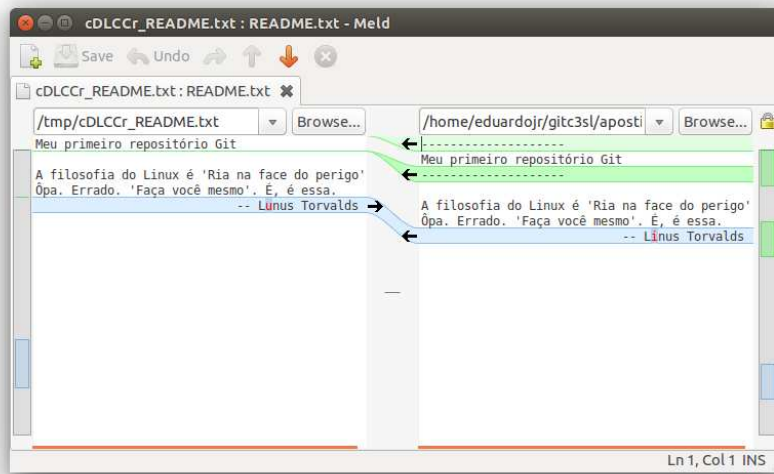 cDLCCr_README.txt : README.txt - Meld
Save Undo
cDLCCr_README.txt : README.txt
/tmp/cDLCCr_README.txt Browse...
Meu primeiro repositório Git
A filosofia do Linux é 'Ria na face do perigo'
Ôpa. Errado. 'Faça você mesmo'. É, é essa.
-- Lunus Torvalds
/home/eduardojr/gitc3sl/aposti Browse...
--------------------
Meu primeiro repositório Git
--------------------
A filosofia do Linux é 'Ria na face do perigo'
Ôpa. Errado. 'Faça você mesmo'. É, é essa.
-- Linus Torvalds
Ln 1, Col 1 INS